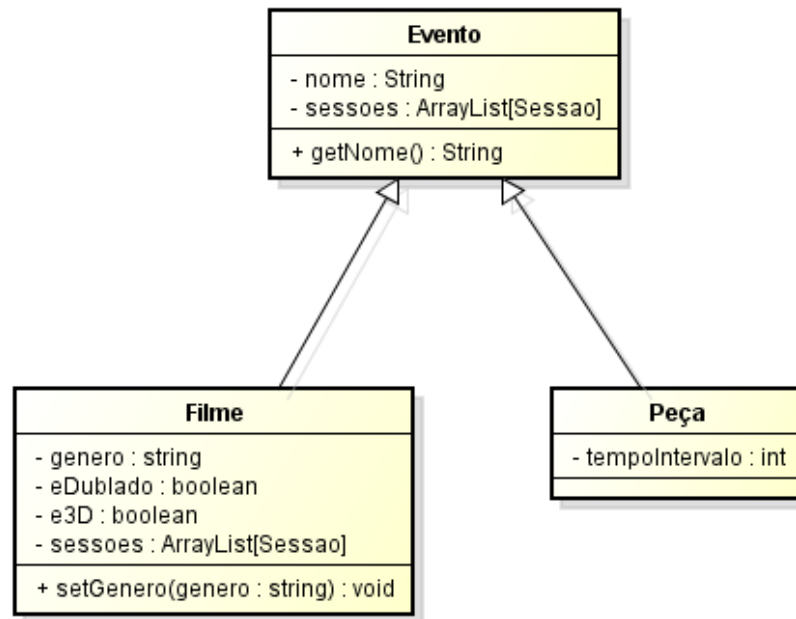 Evento
- nome : String
- sessoes : ArrayList[Sessao]
+ getNome() : String
Filme
- genero : string
- eDublado : boolean
- e3D : boolean
- sessoes : ArrayList[Sessao]
+ setGenero(genero : string) : void
Peça
- tempoIntervalo : int